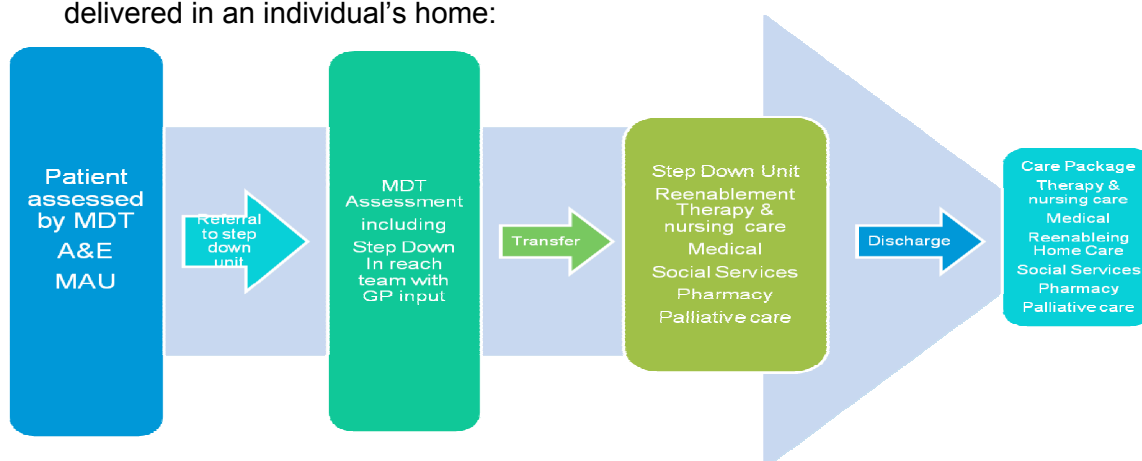 delivered in an individual’s home:
Patient
assessed
by MDT
A&E
MAU
Referral
to step
down
unit
MDT
Assessment
including
Step Down
In reach
team with
GP input
Transfer
Step Down Unit
Reenablement
Therapy &
nursing care
Medical
Social Services
Pharmacy
Palliative care
Discharge
Care Package
Therapy &
nursing care
Medical
Reenableing
Home Care
Social Services
Pharmacy
Palliative care